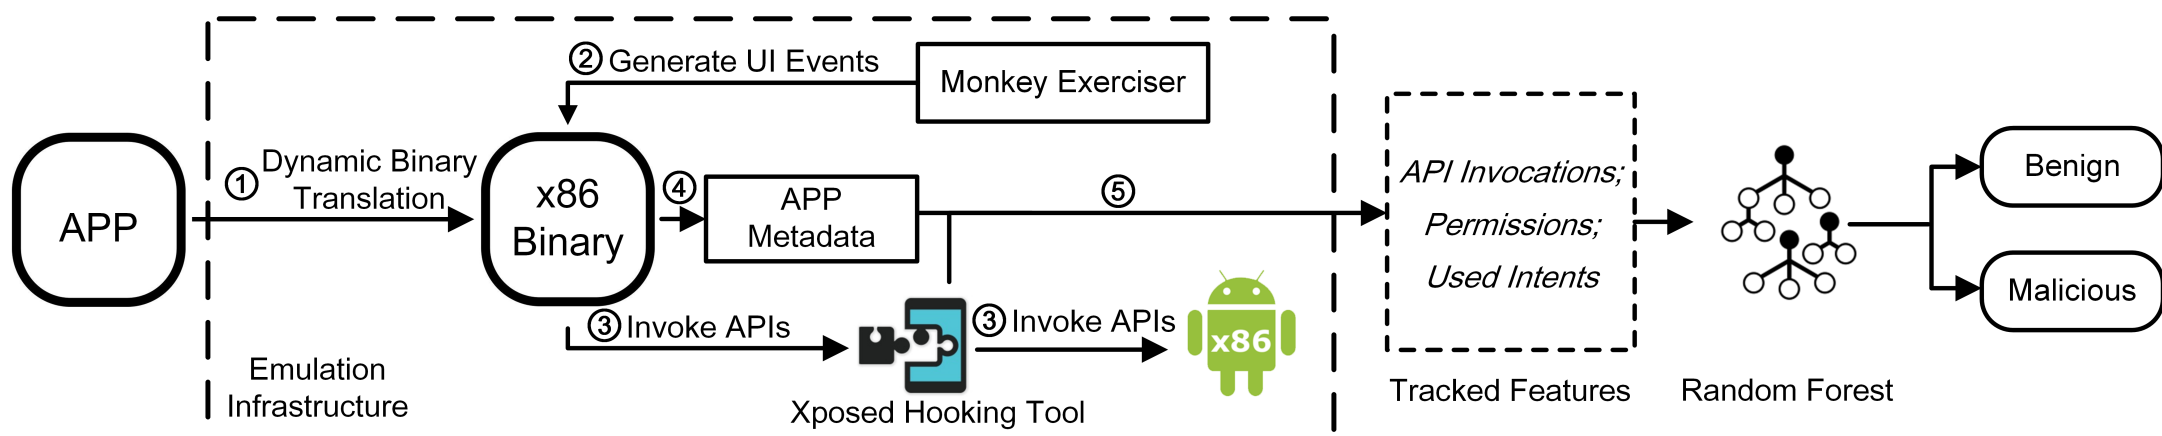 APP
① Dynamic Binary
Translation
② Generate UI Events
Monkey Exerciser
x86
Binary
④
APP
Metadata
⑤
③ Invoke APIs
③ Invoke APIs
x86
Xposed Hooking Tool
Emulation
Infrastructure
API Invocations;
Permissions;
Used Intents
Tracked Features
Random Forest
Benign
Malicious